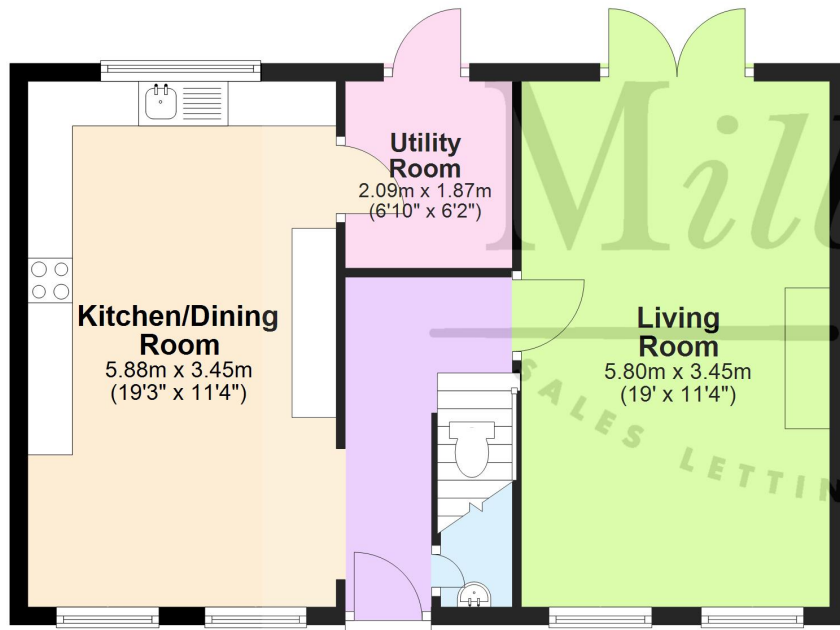 Utility
Room
2.09m x 1.87m
(6'10" x 6'2")
Kitchen/Dining
Room
5.88m x 3.45m
(19'3" x 11'4")
Living
Room
5.80m x 3.45m
(19' x 11'4")
SALES LETTIN